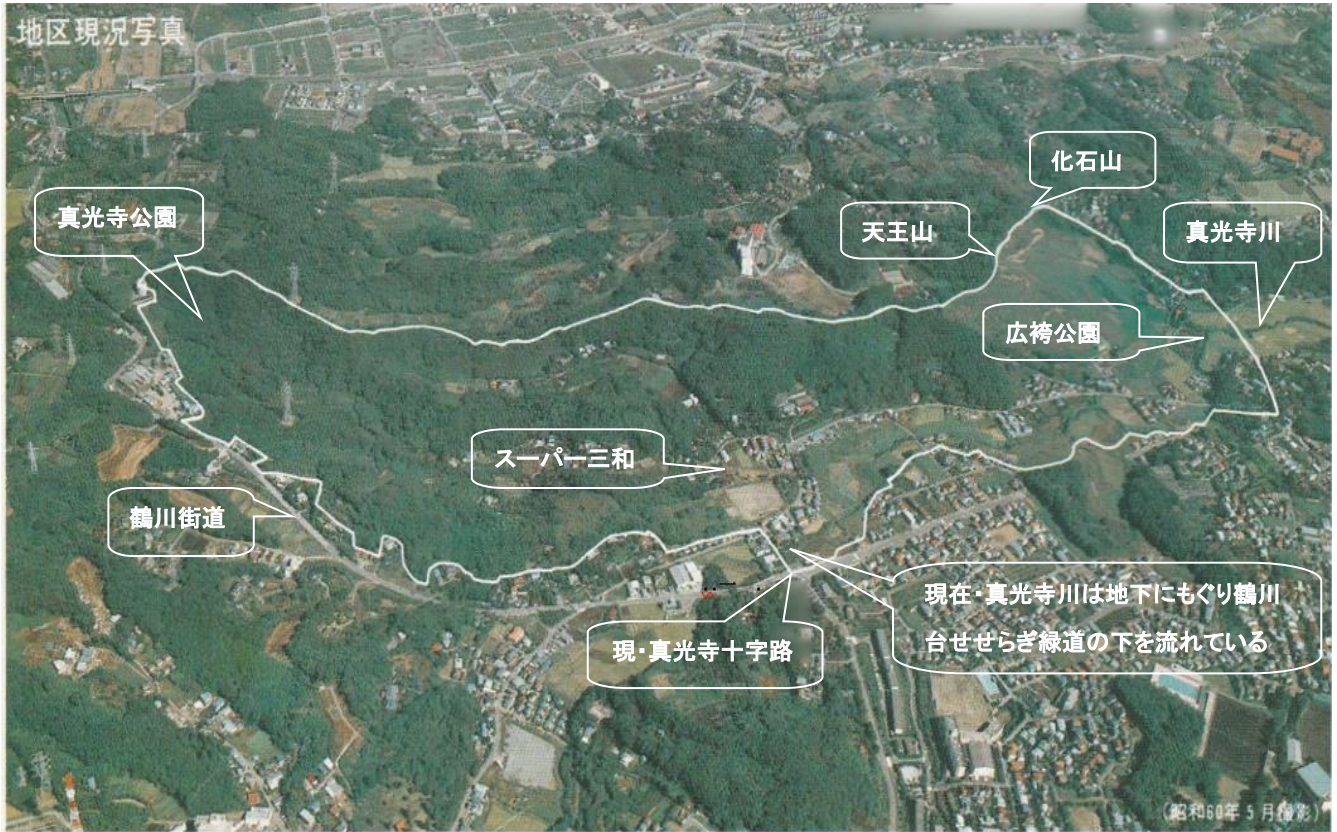 地区現況写真
化石山
真光寺公園
天王山
真光寺川
広袴公園
スーパー三和
鶴川街道
現在・真光寺川は地下にもぐり鶴川
台せせらぎ緑道の下を流れている
現・真光寺十字路
(昭和60年5月撮影)